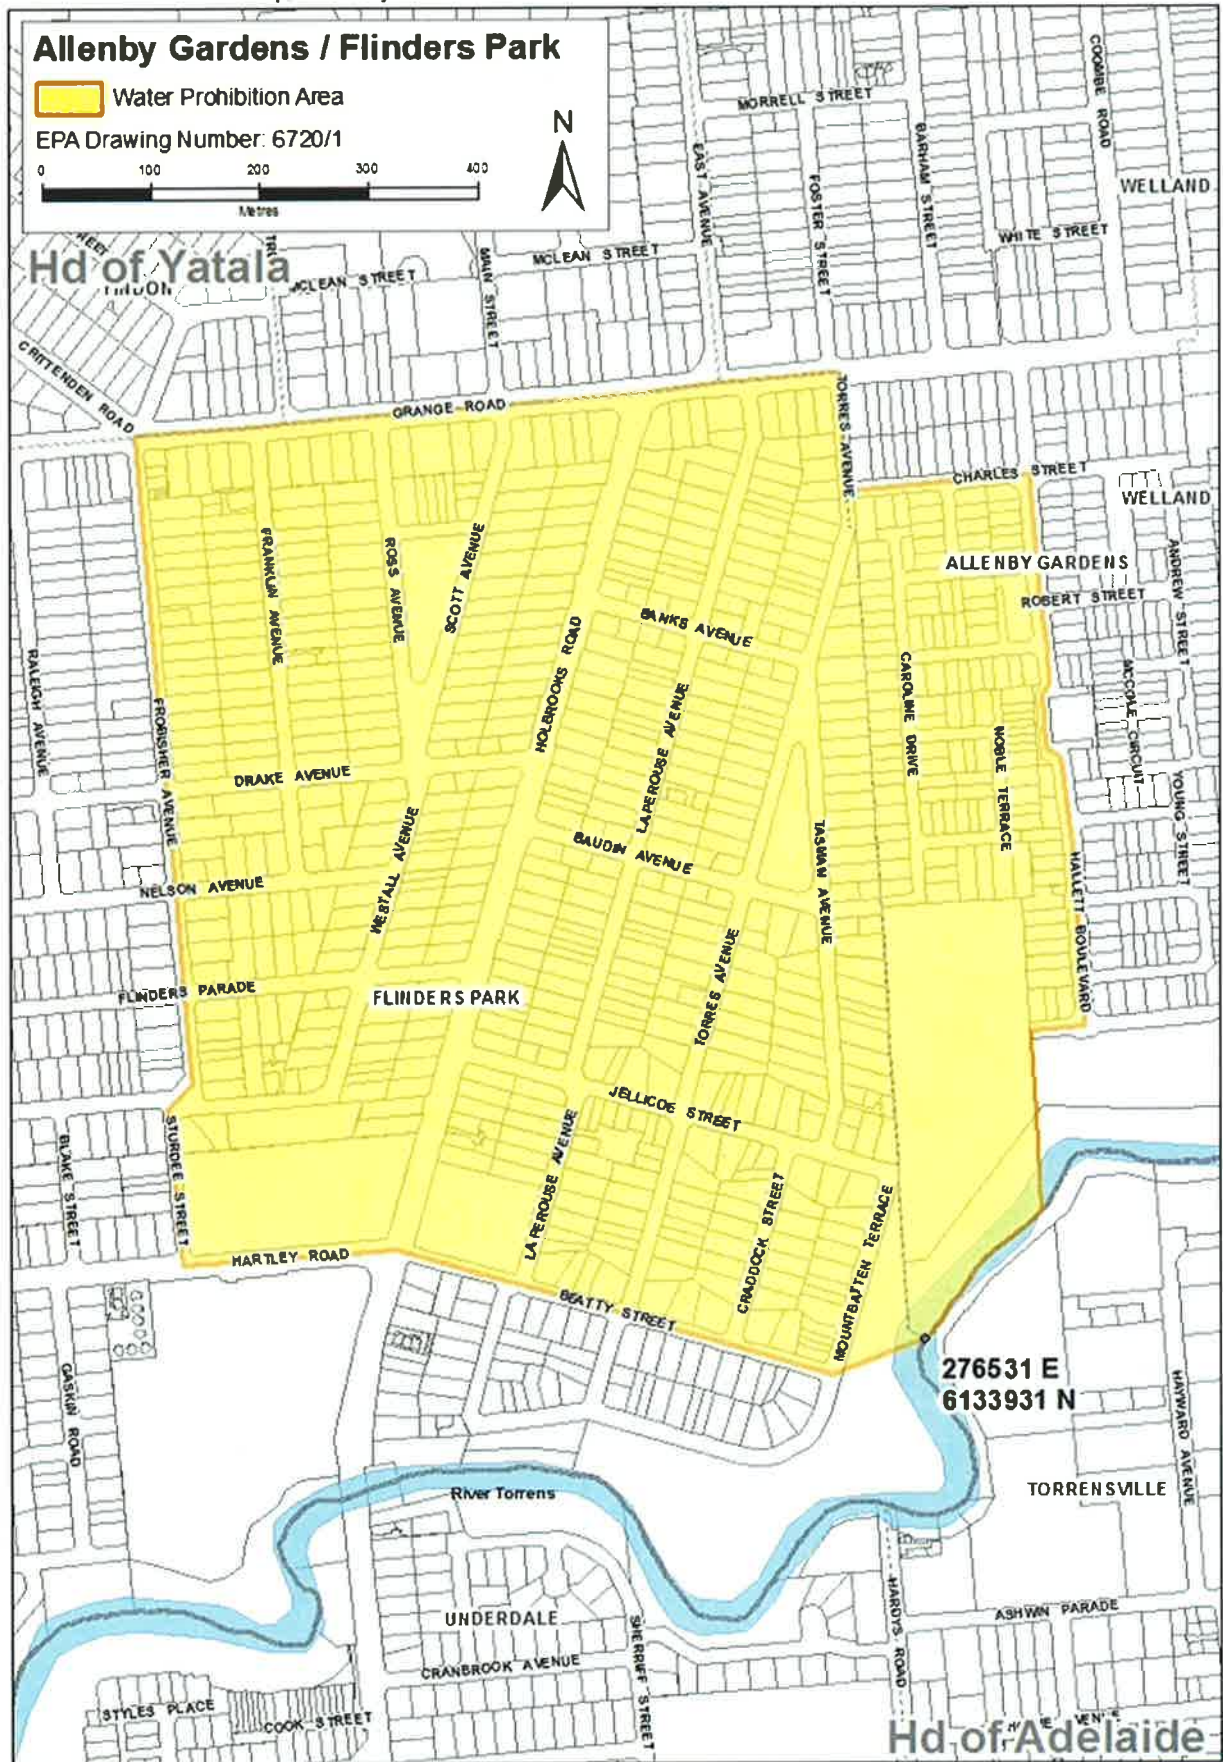 Allenby Gardens / Flinders Park
Water Prohibition Area
EPA Drawing Number: 6720/1
0 100 200 300 400
Metres
N
Hd of Yatala
MORRELL STREET
COOMBE ROAD
EAST AVENUE
FOSTER STREET
BARHAM STREET
WELLAND
WHITE STREET
MCLEAN STREET
MCLEAN STREET
MAIN STREET
CRITTENDEN ROAD
GRANGE ROAD
TORRES AVENUE
CHARLES STREET
WELLAND
ALLENBY GARDENS
ROBERT STREET
ANDREW STREET
FRANKLIN AVENUE
ROSS AVENUE
SCOTT AVENUE
BANKS AVENUE
HOLBROOKS ROAD
RALEIGH AVENUE
FROBISHER AVENUE
LAPEROUSE AVENUE
CAROLINE DRIVE
NOBLE TERRACE
MCCOLE CIRCUIT
YOUNG STREET
DRAKE AVENUE
WESTALL AVENUE
BAUDIN AVENUE
TASMAN AVENUE
HALLETT BOULEVARD
NELSON AVENUE
TORRES AVENUE
FLINDERS PARADE
FLINDERS PARK
JELLICOE STREET
STURDEE STREET
BLAKE STREET
LAPEROUSE AVENUE
CRADDOCK STREET
MOUNTBATTEN TERRACE
HARTLEY ROAD
BEATTY STREET
276531 E
6133931 N
GASKIN ROAD
HAYWARD AVENUE
TORRENSVILLE
River Torrens
UNDERDALE
HARDYS ROAD
ASHWIN PARADE
SHERRIFF STREET
CRANBROOK AVENUE
STYLES PLACE
COOK STREET
Hd of Adelaide